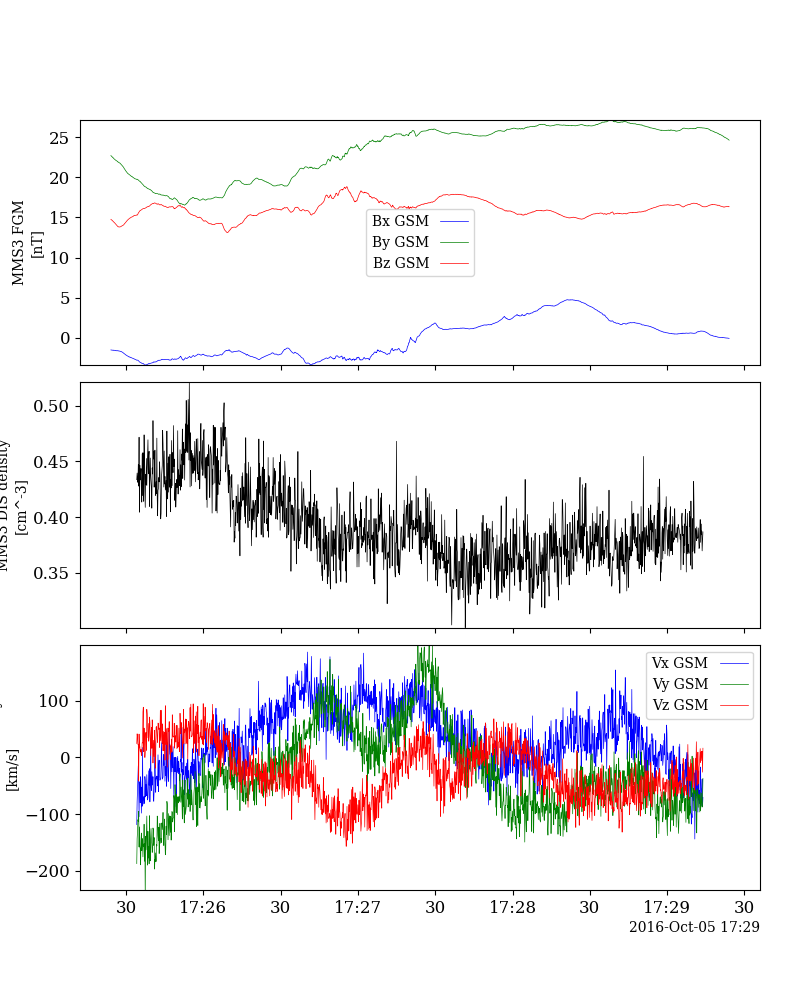 25
20
15
10
5
0
MMS3 FGM
[nT]
Bx GSM
By GSM
Bz GSM
0.50
0.45
0.40
0.35
MMS3 DIS density
[cm^-3]
100
0
−100
−200
[km/s]
Vx GSM
Vy GSM
Vz GSM
30 17:26 30 17:27 30 17:28 30 17:29 30
2016-Oct-05 17:29